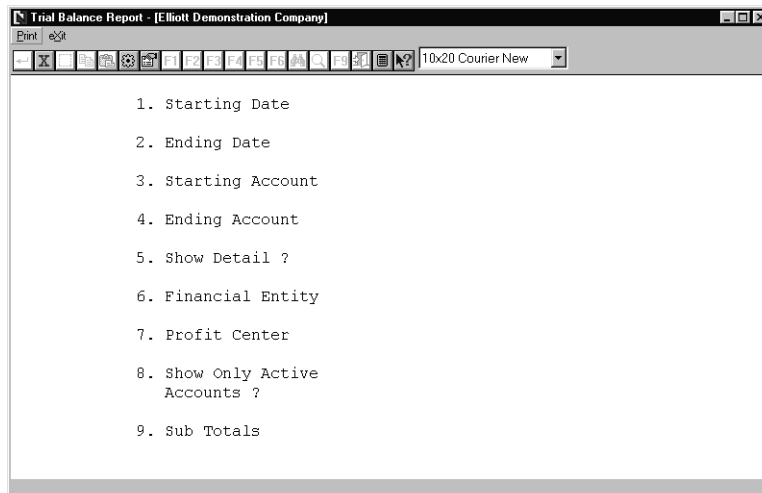 Trial Balance Report - [Elliott Demonstration Company]
Print eXit
X F1 F2 F3 F4 F5 F6 F9 ? 10x20 Courier New
1. Starting Date
2. Ending Date
3. Starting Account
4. Ending Account
5. Show Detail ?
6. Financial Entity
7. Profit Center
8. Show Only Active
Accounts ?
9. Sub Totals